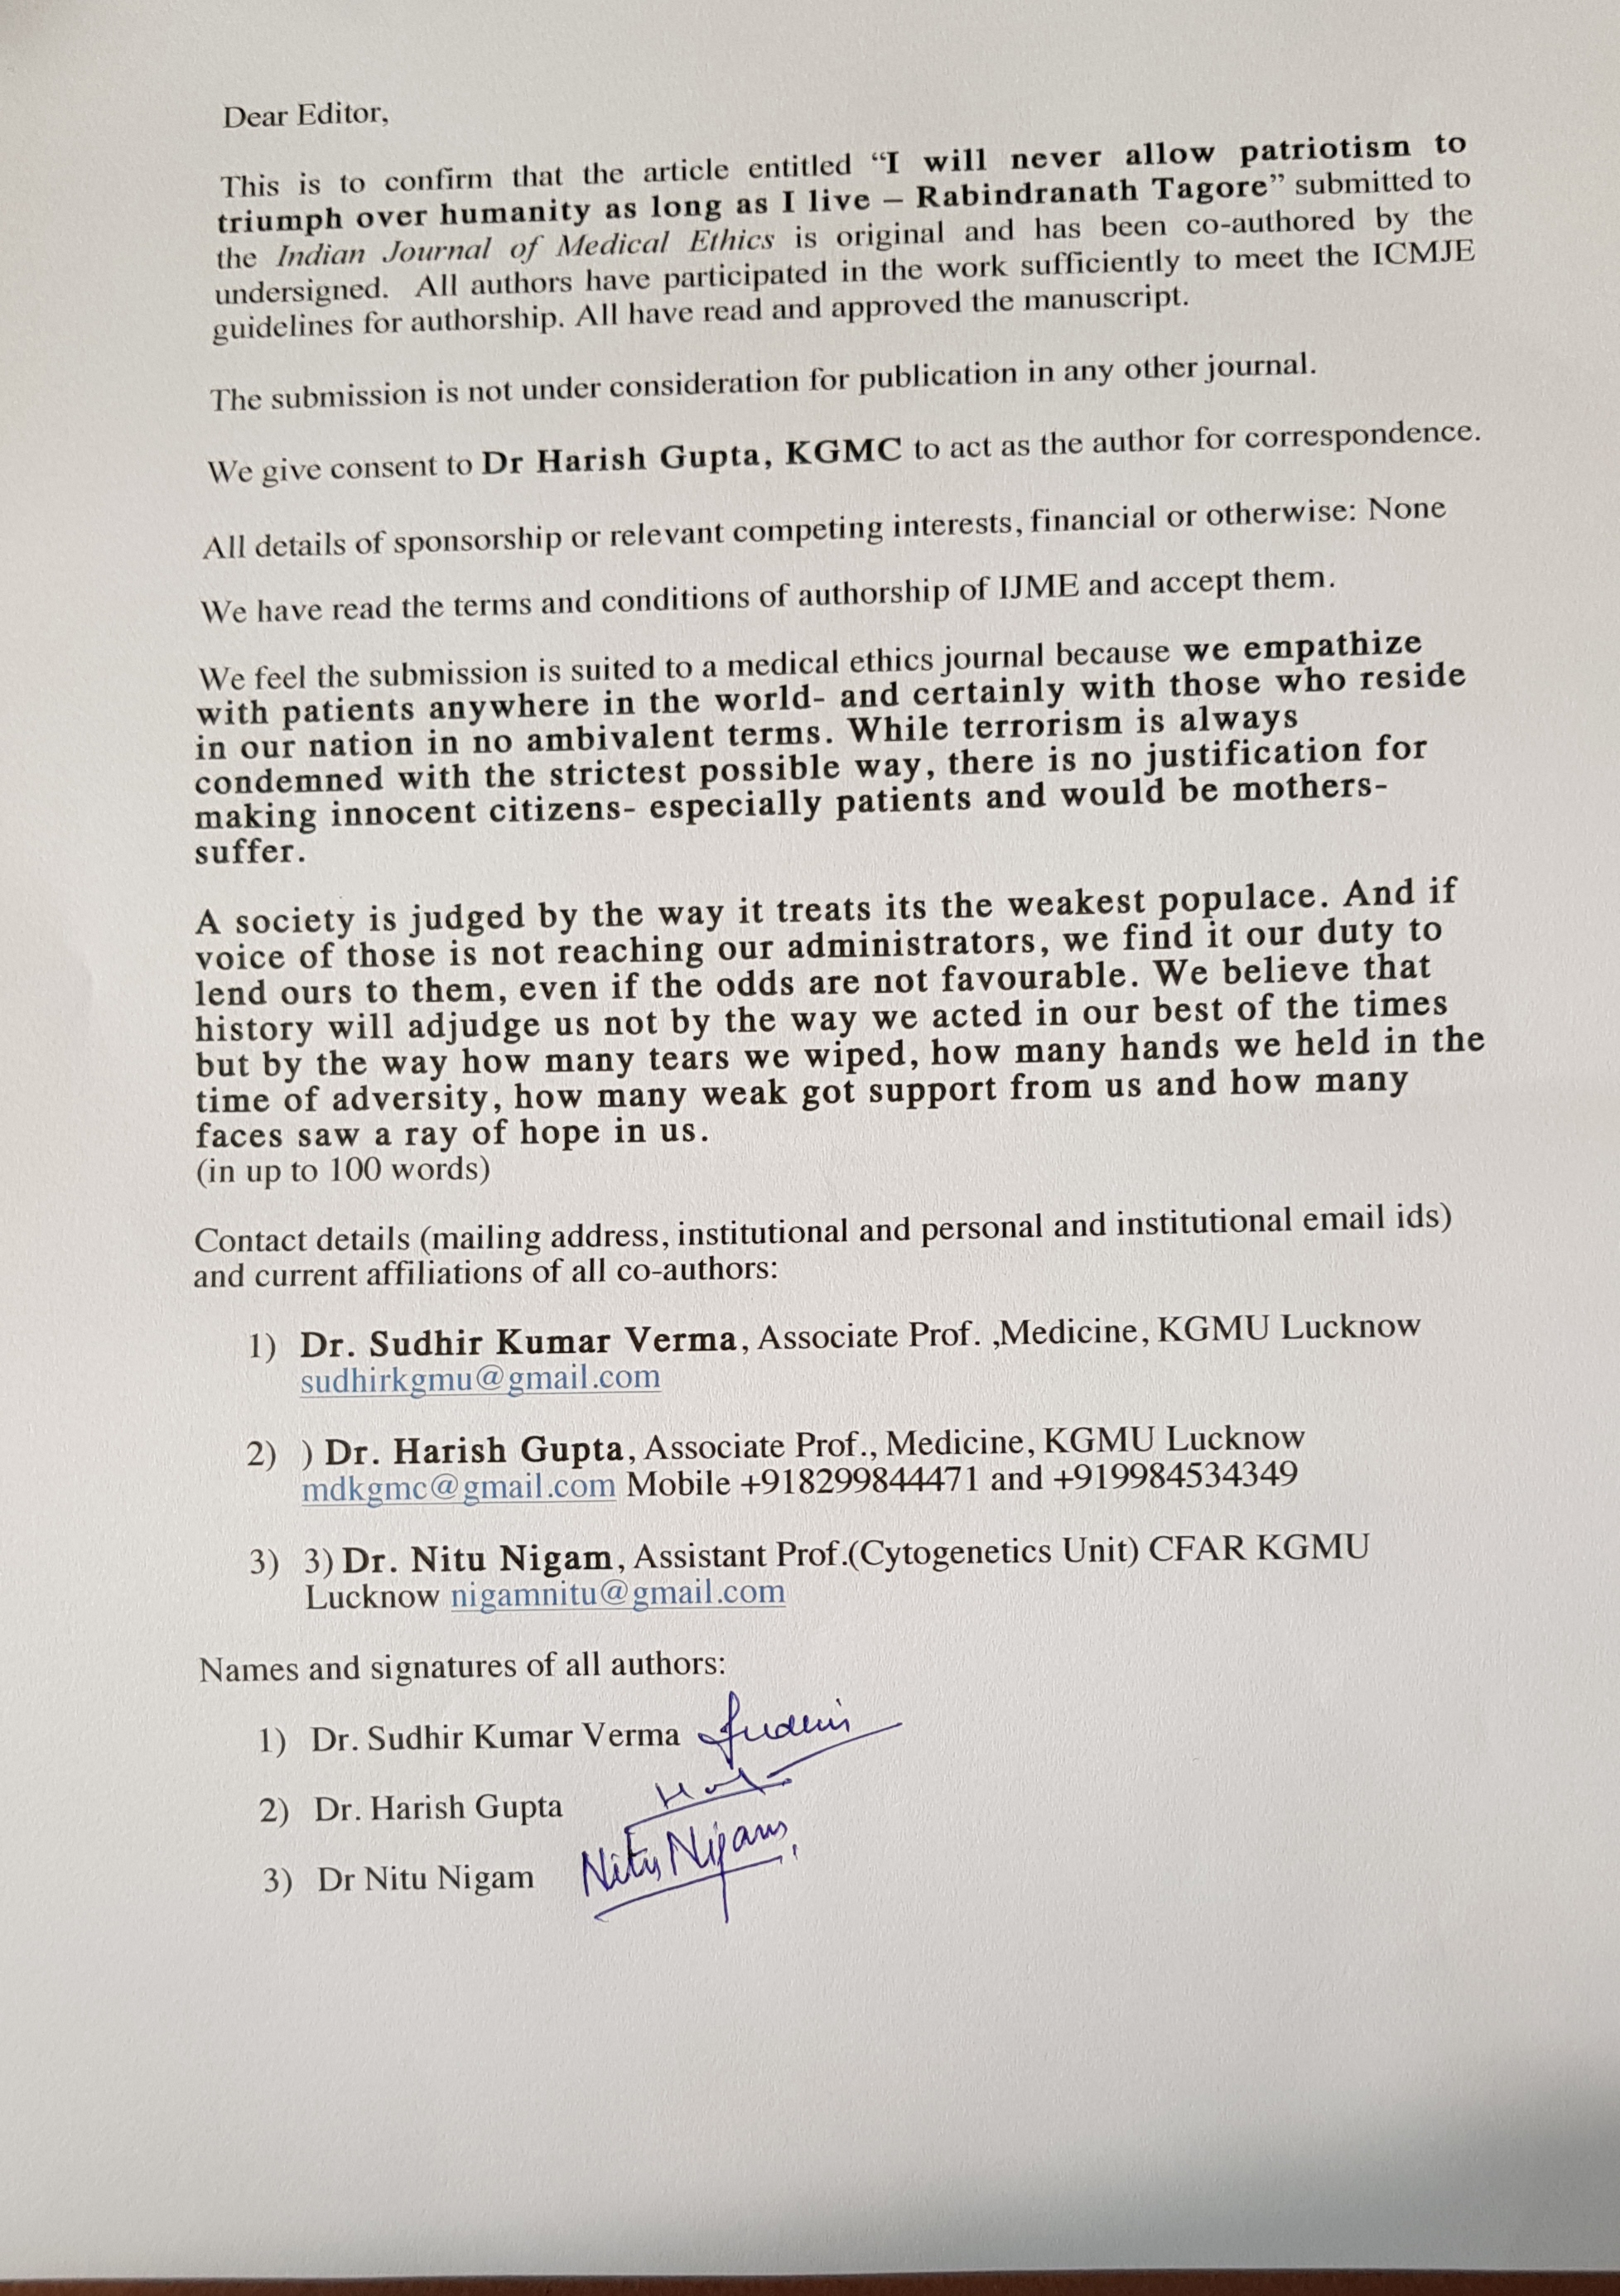 Dear Editor,
This is to confirm that the article entitled “I will never allow patriotism to
triumph over humanity as long as I live – Rabindranath Tagore” submitted to
the Indian Journal of Medical Ethics is original and has been co-authored by the
undersigned. All authors have participated in the work sufficiently to meet the ICMJE
guidelines for authorship. All have read and approved the manuscript.
The submission is not under consideration for publication in any other journal.
We give consent to Dr Harish Gupta, KGMC to act as the author for correspondence.
All details of sponsorship or relevant competing interests, financial or otherwise: None
We have read the terms and conditions of authorship of IJME and accept them.
We feel the submission is suited to a medical ethics journal because we empathize
with patients anywhere in the world- and certainly with those who reside
in our nation in no ambivalent terms. While terrorism is always
condemned with the strictest possible way, there is no justification for
making innocent citizens- especially patients and would be mothers-
suffer.
A society is judged by the way it treats its the weakest populace. And if
voice of those is not reaching our administrators, we find it our duty to
lend ours to them, even if the odds are not favourable. We believe that
history will adjudge us not by the way we acted in our best of the times
but by the way how many tears we wiped, how many hands we held in the
time of adversity, how many weak got support from us and how many
faces saw a ray of hope in us.
(in up to 100 words)
Contact details (mailing address, institutional and personal and institutional email ids)
and current affiliations of all co-authors:
1) Dr. Sudhir Kumar Verma, Associate Prof. ,Medicine, KGMU Lucknow
sudhirkgmu@gmail.com
2) ) Dr. Harish Gupta, Associate Prof., Medicine, KGMU Lucknow
mdkgmc@gmail.com Mobile +918299844471 and +919984534349
3) 3) Dr. Nitu Nigam, Assistant Prof.(Cytogenetics Unit) CFAR KGMU
Lucknow nigamnitu@gmail.com
Names and signatures of all authors:
1) Dr. Sudhir Kumar Verma
2) Dr. Harish Gupta
3) Dr Nitu Nigam Nitu Nigam